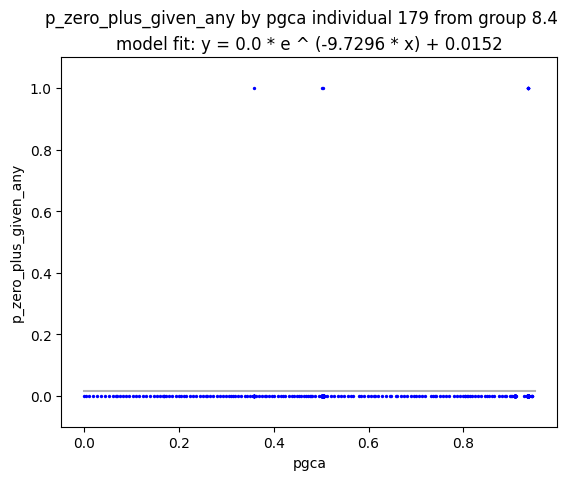 p_zero_plus_given_any by pgca individual 179 from group 8.4
model fit: y = 0.0 * e ^ (-9.7296 * x) + 0.0152
1.0
0.8
0.6
0.4
0.2
0.0
p_zero_plus_given_any
0.0 0.2 0.4 0.6 0.8
pgca